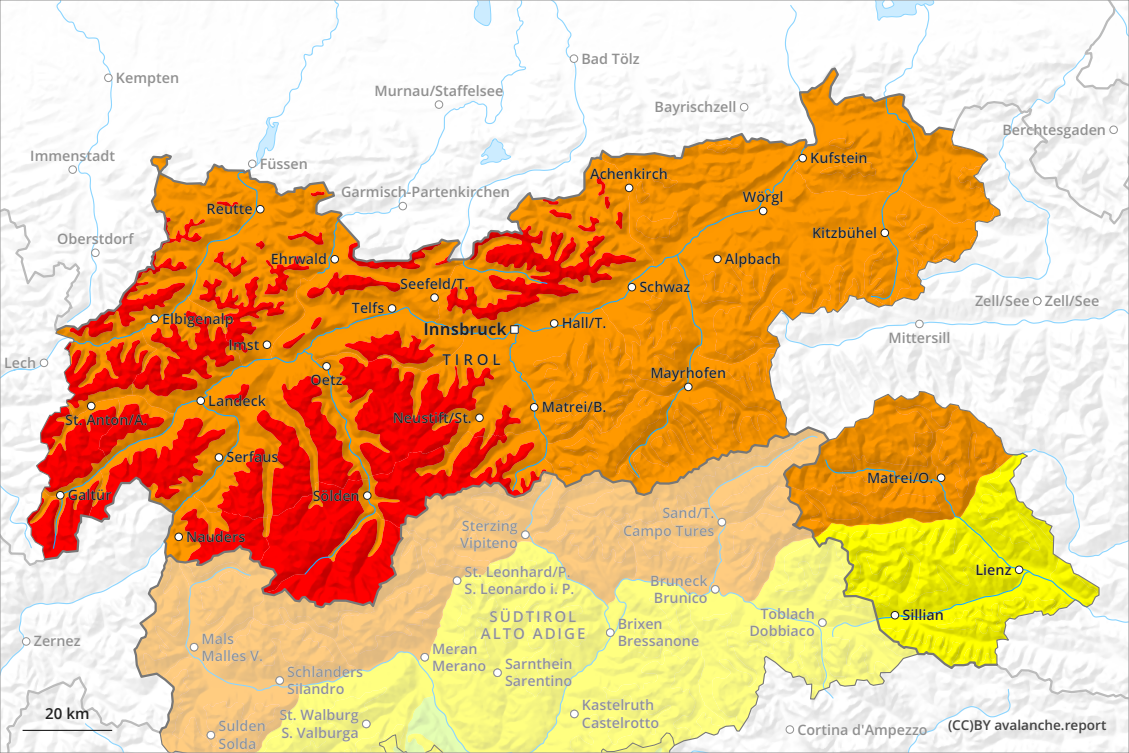 Kempten
Bad Tölz
Murnau/Staffelsee
Bayrischzell
Berchtesgaden
Immenstadt
Füssen
Kufstein
Achenkirch
Garmisch-Partenkirchen
Wörgl
Reutte
Oberstdorf
Kitzbühel
Ehrwald
Alpbach
Seefeld/T.
Schwaz
Zell/See
Zell/See
Telfs
Elbigenalp
Innsbruck
Hall/T.
Mittersill
Imst
TIROL
Lech
Oetz
Mayrhofen
Landeck
Matrei/B.
St. Anton/A.
Neustift/St.
Serfaus
Matrei/O.
Galtür
Sölden
Sand/T.
Campo Tures
Sterzing
Vipiteno
Nauders
Lienz
St. Leonhard/P.
S. Leonardo i. P.
Bruneck
Brunico
Sillian
SÜDTIROL
ALTO ADIGE
Toblach
Dobbiaco
Brixen
Bressanone
Zernez
Mals
Malles V.
Meran
Merano
Sarnthein
Sarentino
Schlanders
Silandro
Kastelruth
Castelrotto
St. Walburg
S. Valburga
20 km
Sulden
Solda
Cortina d'Ampezzo
(CC)BY avalanche.report